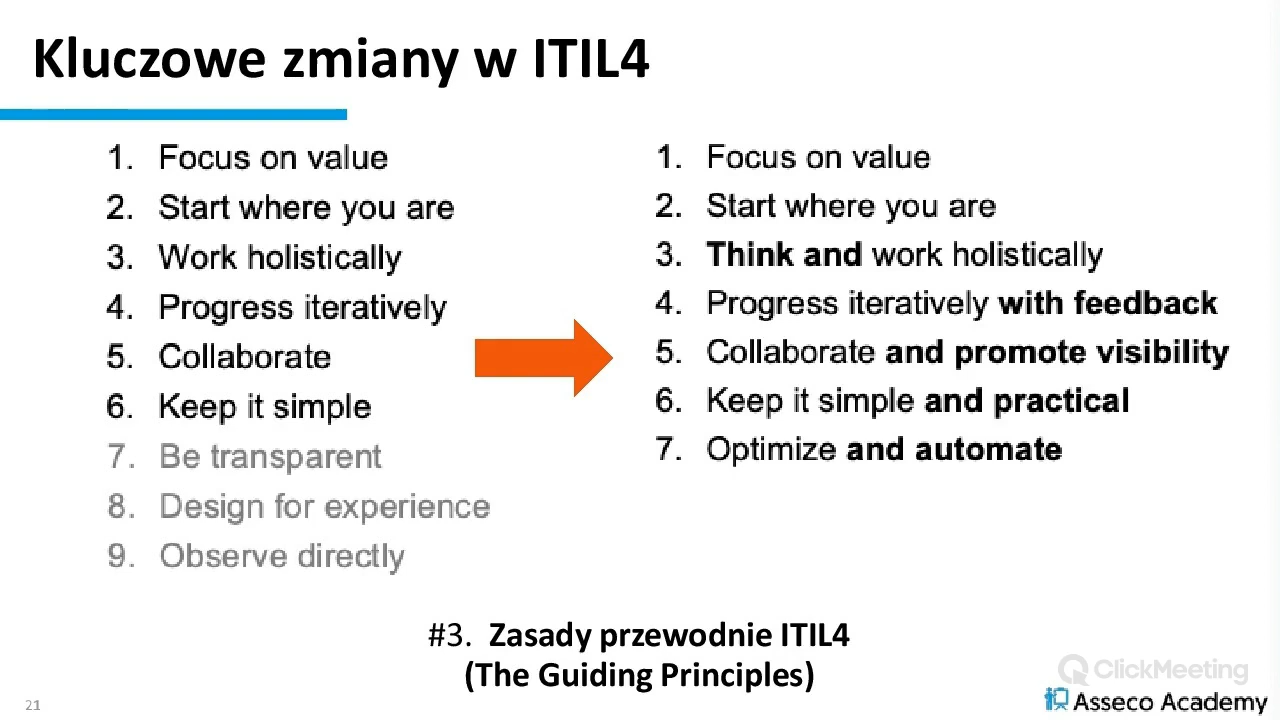 Kluczowe zmiany w ITIL4
1. Focus on value
2. Start where you are
3. Work holistically
4. Progress iteratively
5. Collaborate
6. Keep it simple
7. Be transparent
8. Design for experience
9. Observe directly
1. Focus on value
2. Start where you are
3. Think and work holistically
4. Progress iteratively with feedback
5. Collaborate and promote visibility
6. Keep it simple and practical
7. Optimize and automate
#3. Zasady przewodnie ITIL4
(The Guiding Principles)
ClickMeeting
Asseco Academy
21